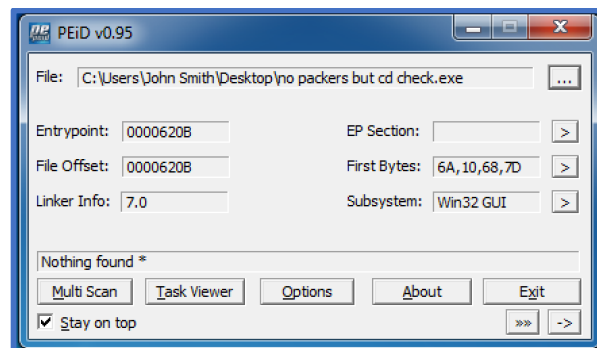 PEiD v0.95
File: C:\Users\John Smith\Desktop\no packers but cd check.exe ...
Entrypoint: 0000620B EP Section: >
File Offset: 0000620B First Bytes: 6A,10,68,7D >
Linker Info: 7.0 Subsystem: Win32 GUI >
Nothing found *
Multi Scan Task Viewer Options About Exit
Stay on top »» ->